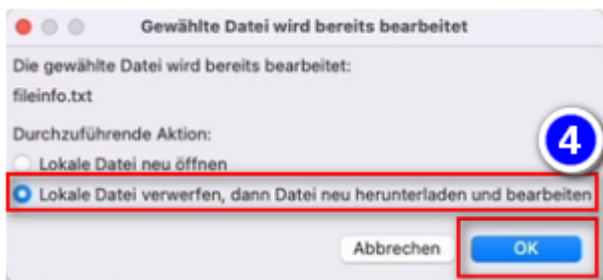 Gewählte Datei wird bereits bearbeitet
Die gewählte Datei wird bereits bearbeitet:
fileinfo.txt
Durchzuführende Aktion:
4
Lokale Datei neu öffnen
Lokale Datei verwerfen, dann Datei neu herunterladen und bearbeiten
Abbrechen OK